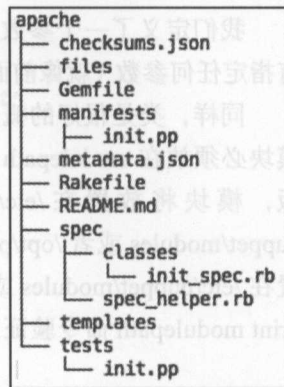 apache
├── checksums.json
├── files
├── Gemfile
├── manifests
│   └── init.pp
├── metadata.json
├── Rakefile
├── README.md
├── spec
│   ├── classes
│   │   └── init_spec.rb
│   └── spec_helper.rb
├── templates
└── tests
    └── init.pp